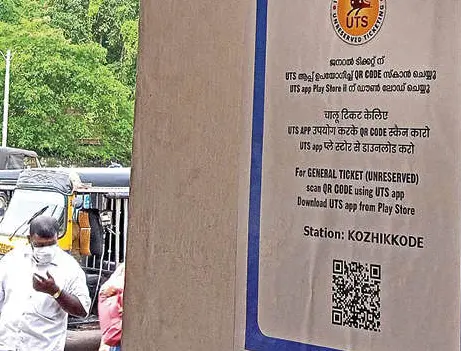 UTS
UNRESERVED TICKETING
ജനറൽ ടിക്കറ്റ് ന്
UTS ആപ്പ് ഉപയോഗിച്ച് QR CODE സ്കാൻ ചെയ്യൂ
UTS app Play Store ൽ ന് ഡൗൺ ലോഡ് ചെയ്യൂ
चालू टिकट केलिए
UTS APP उपयोग करके QR CODE स्कैन कारो
UTS app प्ले स्टोर से डाउनलोड करो
For GENERAL TICKET (UNRESERVED)
scan QR CODE using UTS app
Download UTS app from Play Store
Station: KOZHIKKODE